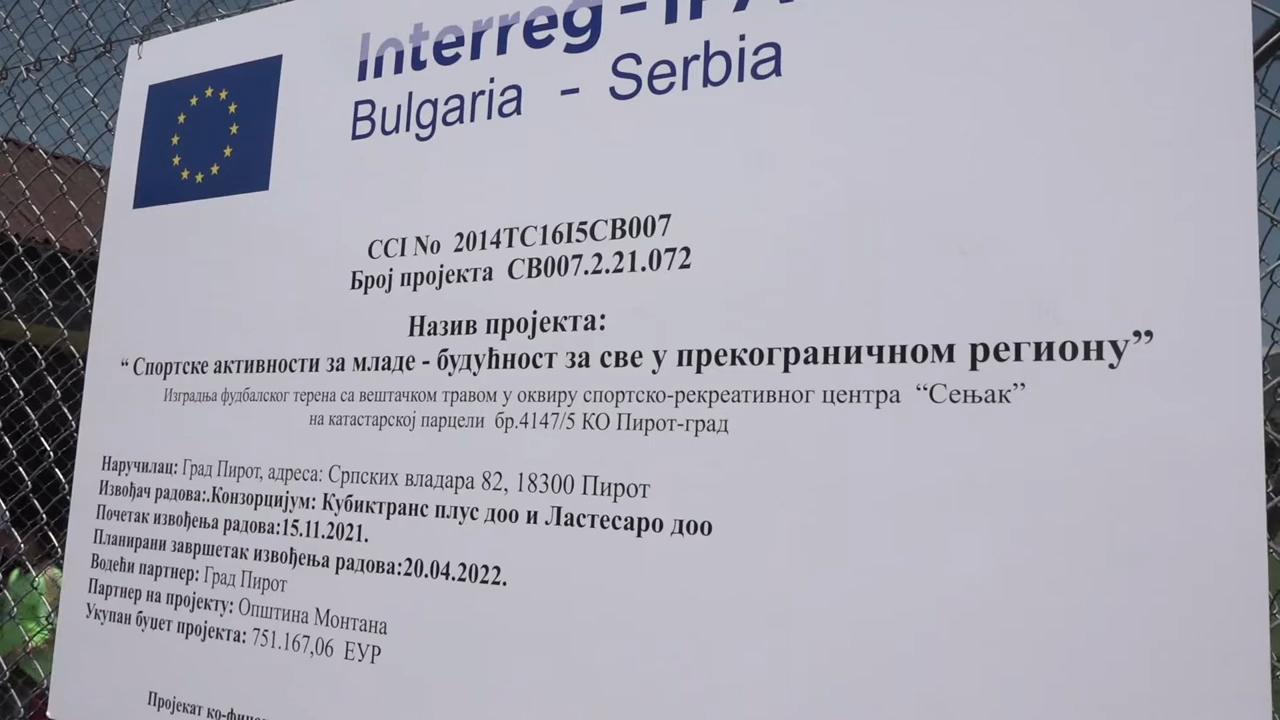 Interreg - IPA
Bulgaria - Serbia
CCI No 2014TC16I5CB007
Број пројекта CB007.2.21.072
Назив пројекта:
“ Спортске активности за младе - будућност за све у прекограничном региону”
Изградња фудбалског терена са вештачком травом у оквиру спортско-рекреативног центра “Сењак”
на катастарској парцели бр.4147/5 КО Пирот-град
Наручилац: Град Пирот, адреса: Српских владара 82, 18300 Пирот
Извођач радова:.Конзорцијум: Кубиктранс плус доо и Ластесаро доо
Почетак извођења радова:15.11.2021.
Планирани завршетак извођења радова:20.04.2022.
Водећи партнер: Град Пирот
Партнер на пројекту: Општина Монтана
Укупан буџет пројекта: 751.167,06 ЕУР
Пројекат